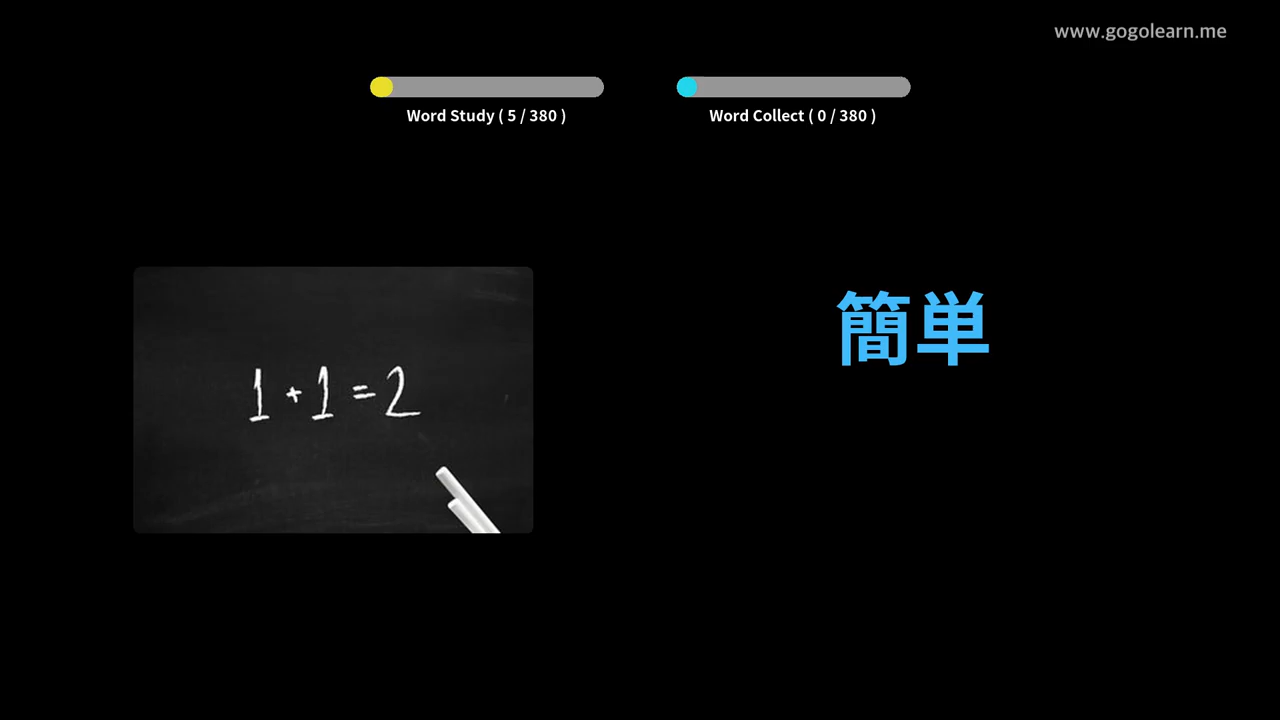 www.gogolearn.me
Word Study ( 5 / 380 )
Word Collect ( 0 / 380 )
簡単
1 + 1 = 2